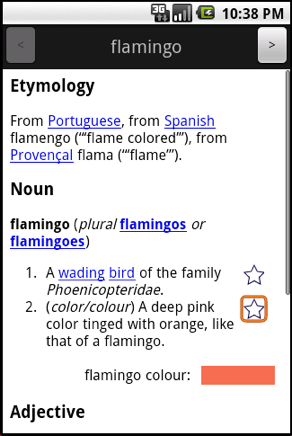 3G 10:38 PM
< flamingo >
Etymology
From Portuguese, from Spanish
flamengo (“‘flame colored’”), from
Provençal flama (“‘flame’”).
Noun
flamingo (plural flamingos or
flamingoes)
1. A wading bird of the family
Phoenicopteridae.
2. (color/colour) A deep pink
color tinged with orange, like
that of a flamingo.
flamingo colour:
Adjective